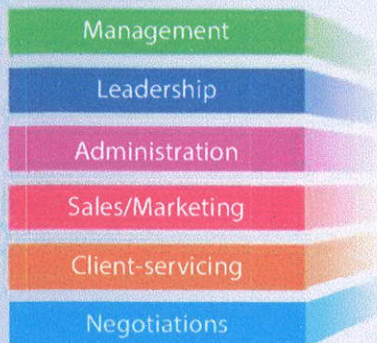 Management
Leadership
Administration
Sales/Marketing
Client-servicing
Negotiations